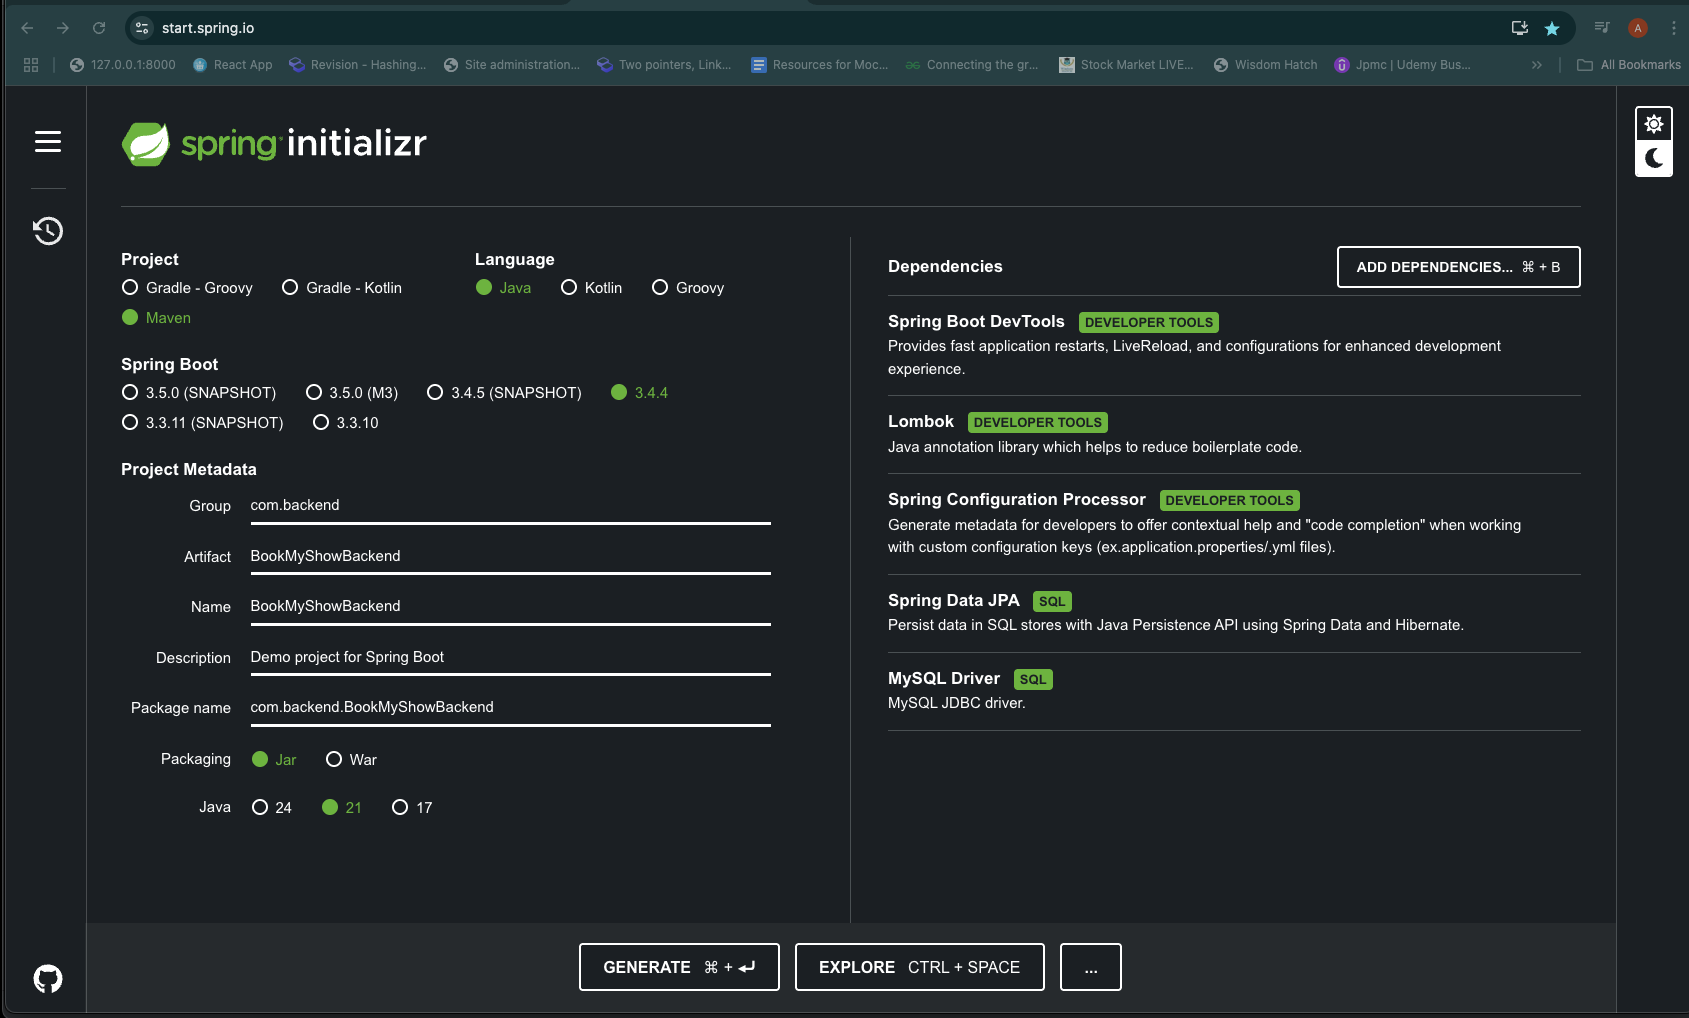 start.spring.io
A
127.0.0.1:8000
React App
Revision - Hashing...
Site administration...
Two pointers, Link...
Resources for Moc...
Connecting the gr...
Stock Market LIVE...
Wisdom Hatch
Jpmc | Udemy Bus...
All Bookmarks
spring initializr
Project
Gradle - Groovy
Gradle - Kotlin
Maven
Language
Java
Kotlin
Groovy
Spring Boot
3.5.0 (SNAPSHOT)
3.5.0 (M3)
3.4.5 (SNAPSHOT)
3.4.4
3.3.11 (SNAPSHOT)
3.3.10
Project Metadata
Group com.backend
Artifact BookMyShowBackend
Name BookMyShowBackend
Description Demo project for Spring Boot
Package name com.backend.BookMyShowBackend
Packaging Jar War
Java 24 21 17
Dependencies
ADD DEPENDENCIES... ⌘ + B
Spring Boot DevTools DEVELOPER TOOLS
Provides fast application restarts, LiveReload, and configurations for enhanced development
experience.
Lombok DEVELOPER TOOLS
Java annotation library which helps to reduce boilerplate code.
Spring Configuration Processor DEVELOPER TOOLS
Generate metadata for developers to offer contextual help and "code completion" when working
with custom configuration keys (ex.application.properties/.yml files).
Spring Data JPA SQL
Persist data in SQL stores with Java Persistence API using Spring Data and Hibernate.
MySQL Driver SQL
MySQL JDBC driver.
GENERATE ⌘ + ↵
EXPLORE CTRL + SPACE
...